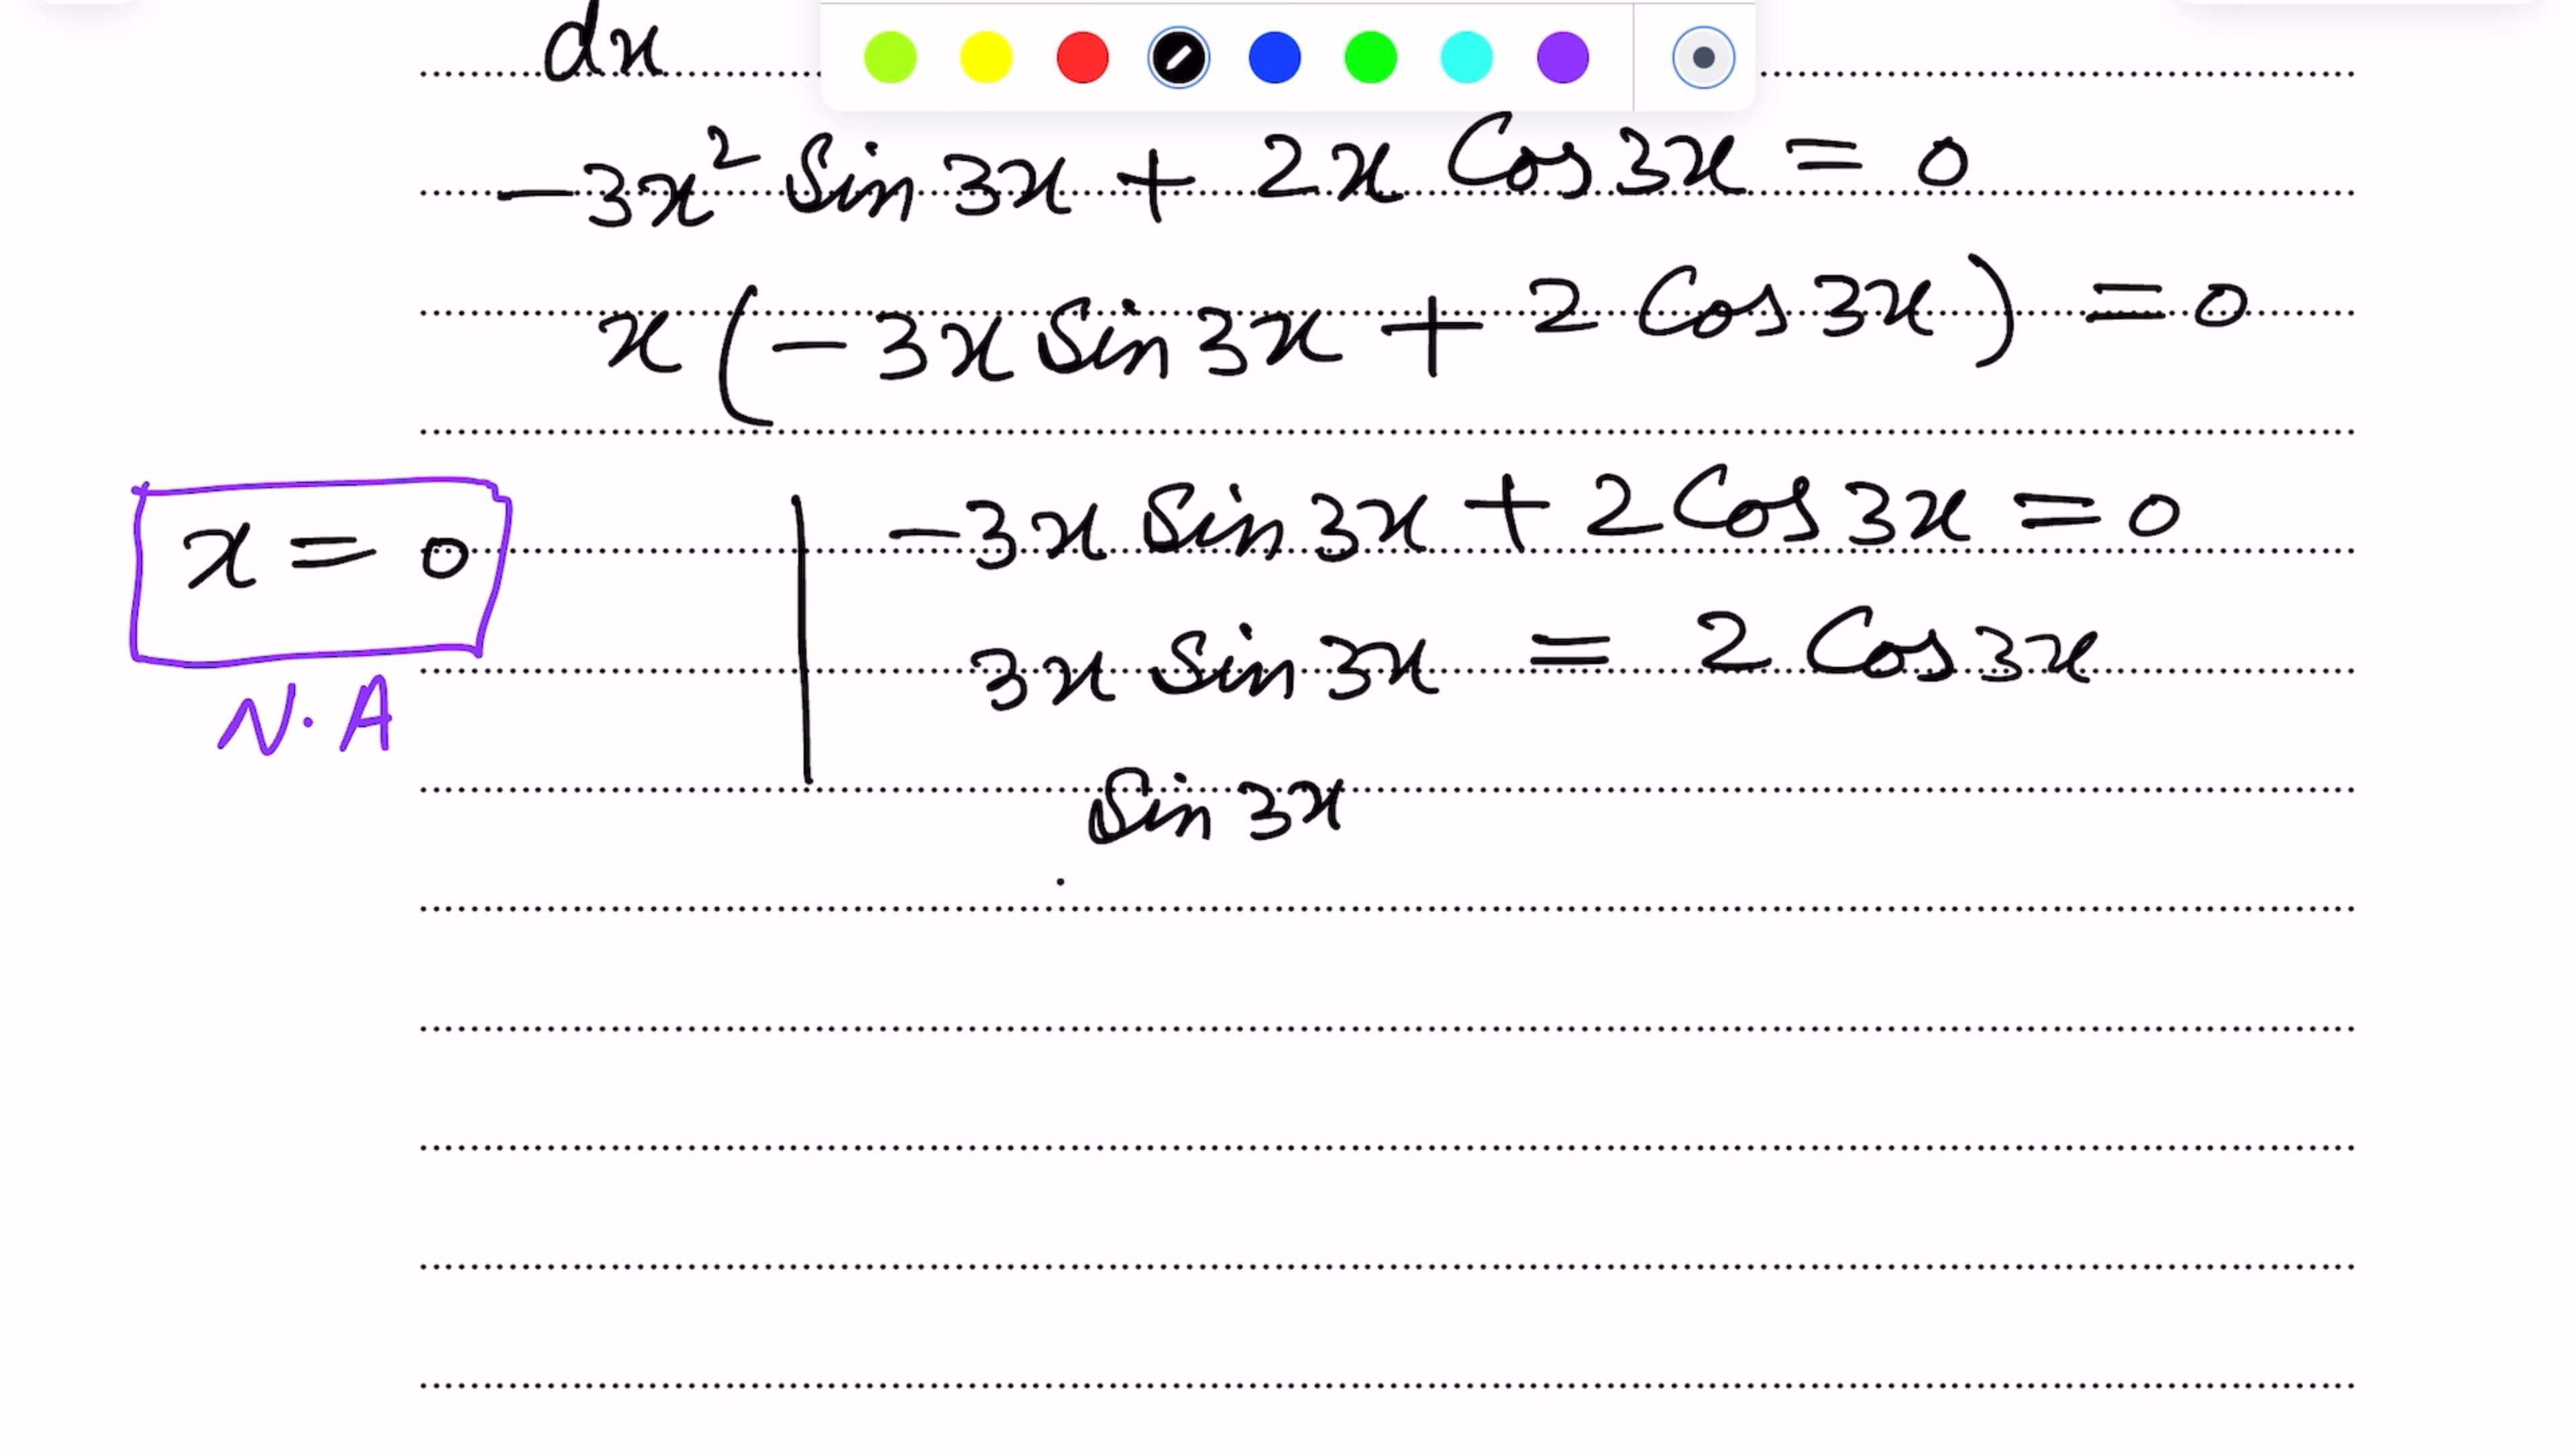 dx
-3x² Sin 3x + 2x Cos 3x = 0
x(-3x Sin 3x + 2 Cos 3x) = 0
x = 0
N.A
-3x Sin 3x + 2 Cos 3x = 0
3x Sin 3x = 2 Cos 3x
Sin 3x